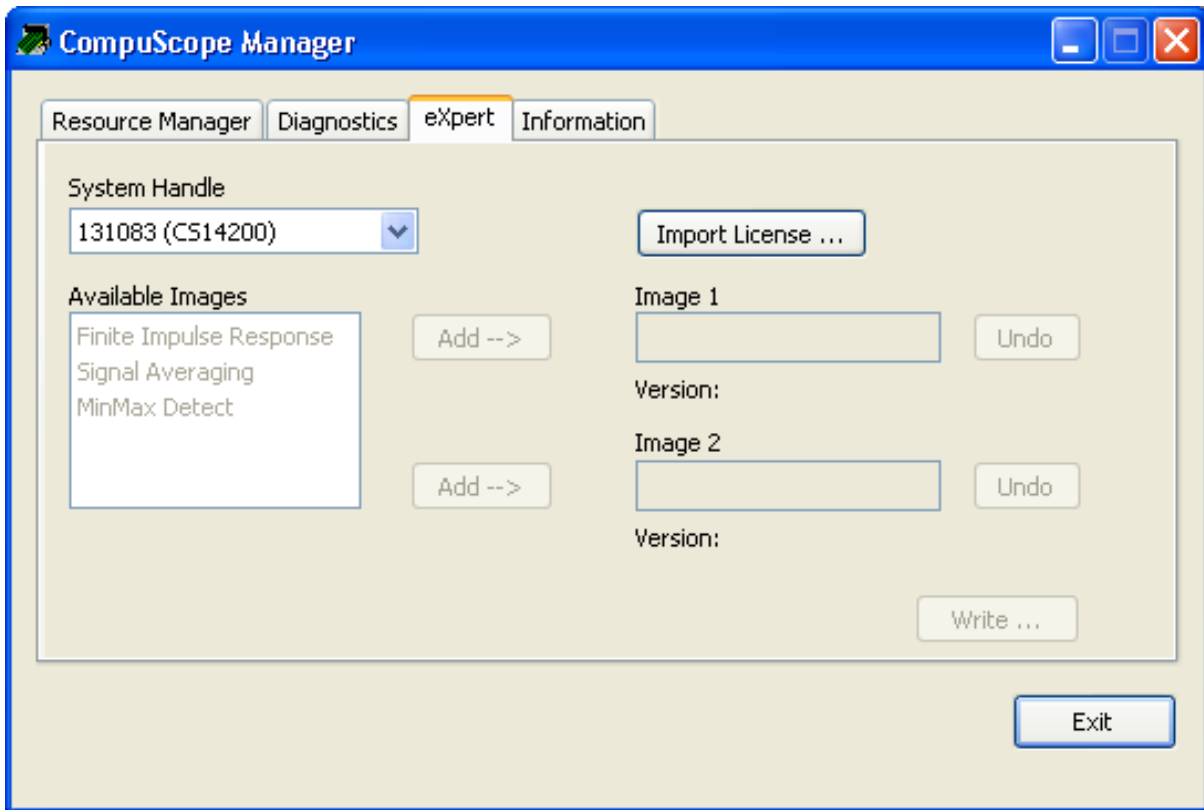 CompuScope Manager
Resource Manager
Diagnostics
eXpert
Information
System Handle
131083 (CS14200)
Import License ...
Available Images
Finite Impulse Response
Signal Averaging
MinMax Detect
Add -->
Image 1
Undo
Version:
Image 2
Add -->
Undo
Version:
Write ...
Exit